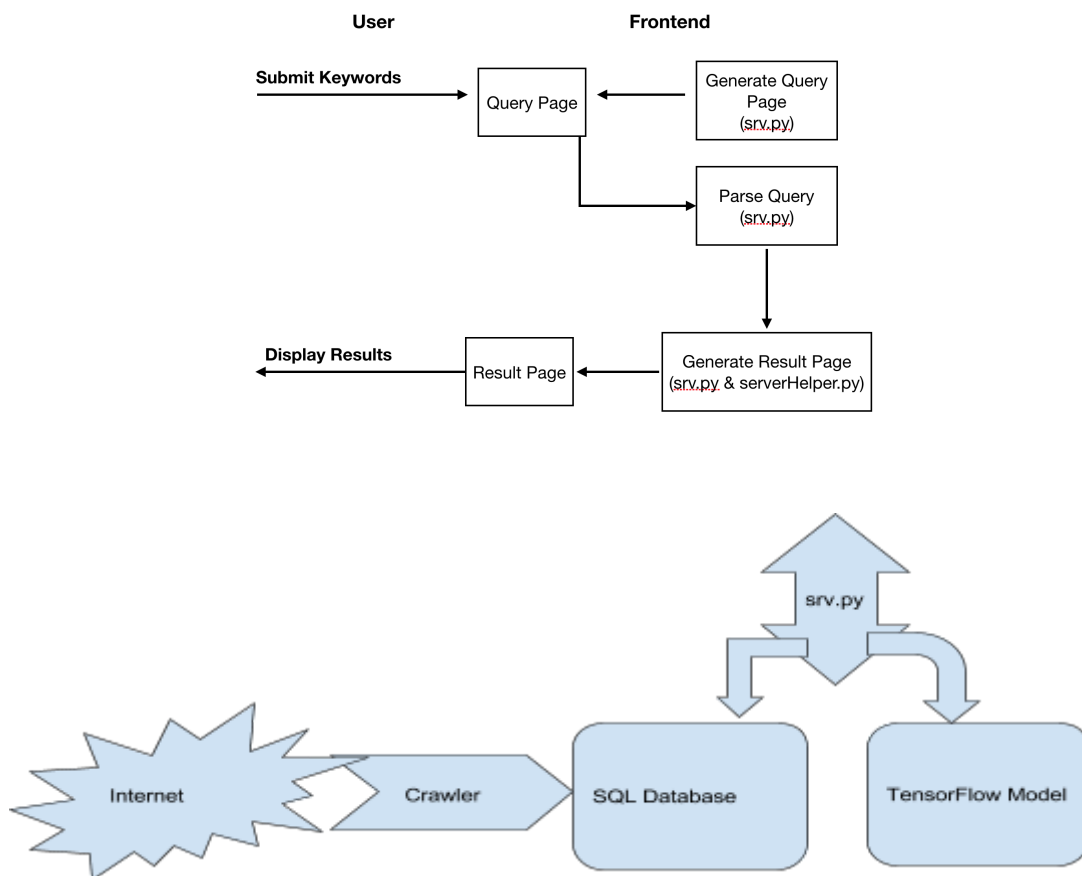 User
Frontend
Submit Keywords
Query Page
Generate Query
Page
(srv.py)
Parse Query
(srv.py)
Display Results
Result Page
Generate Result Page
(srv.py & serverHelper.py)
srv.py
Internet
Crawler
SQL Database
TensorFlow Model